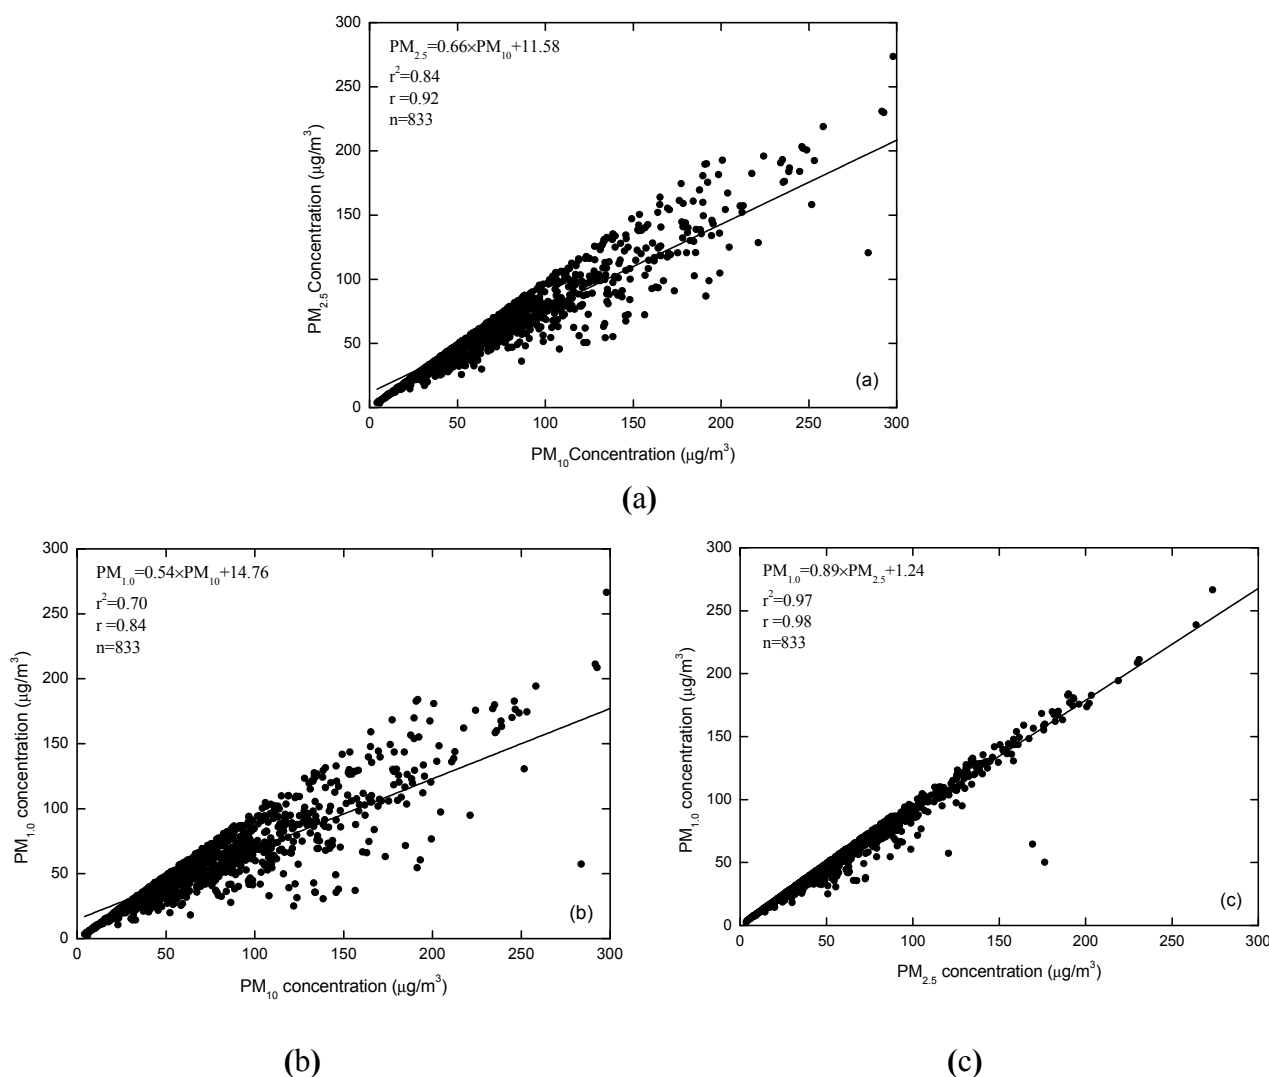 300
250
200
150
100
50
0
PM2.5Concentration (μg/m3)
PM2.5=0.66×PM10+11.58
r2=0.84
r =0.92
n=833
(a)
0 50 100 150 200 250 300
PM10Concentration (μg/m3)
(a)
300
250
200
150
100
50
0
PM1.0 concentration (μg/m3)
PM1.0=0.54×PM10+14.76
r2=0.70
r =0.84
n=833
(b)
0 50 100 150 200 250 300
PM10 concentration (μg/m3)
(b)
300
250
200
150
100
50
0
PM1.0 concentration (μg/m3)
PM1.0=0.89×PM2.5+1.24
r2=0.97
r =0.98
n=833
(c)
0 50 100 150 200 250 300
PM2.5 concentration (μg/m3)
(c)